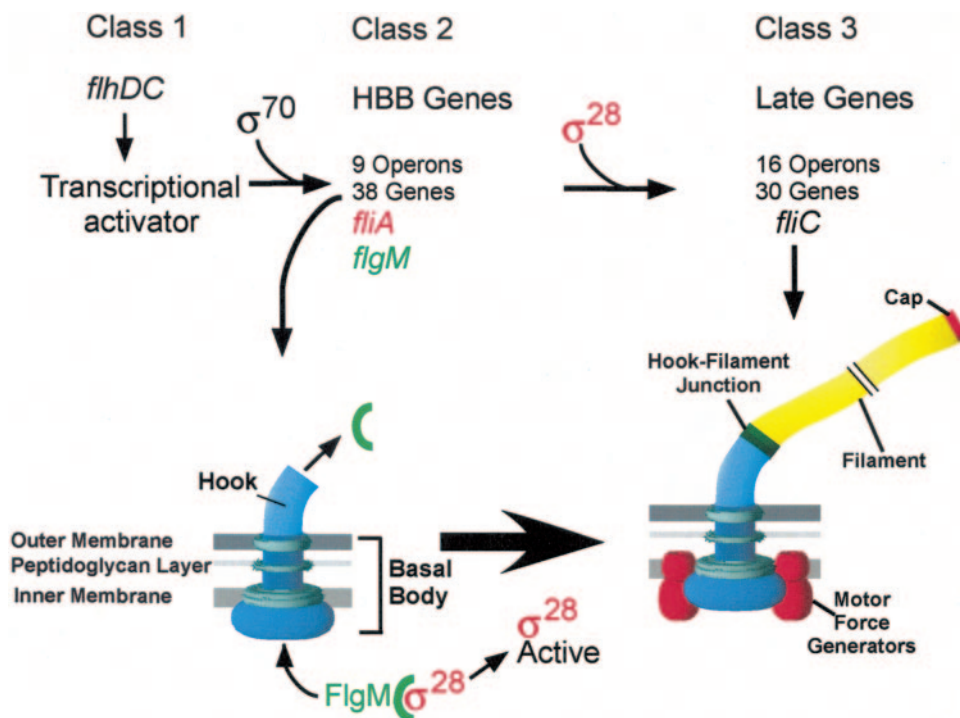 Class 1
Class 2
Class 3
flhDC
HBB Genes
Late Genes
σ70
σ28
Transcriptional
activator
9 Operons
38 Genes
fliA
flgM
16 Operons
30 Genes
fliC
Cap
Hook-Filament
Junction
Filament
Hook
Outer Membrane
Peptidoglycan Layer
Inner Membrane
Basal
Body
Motor
Force
Generators
σ28
Active
FlgM σ28